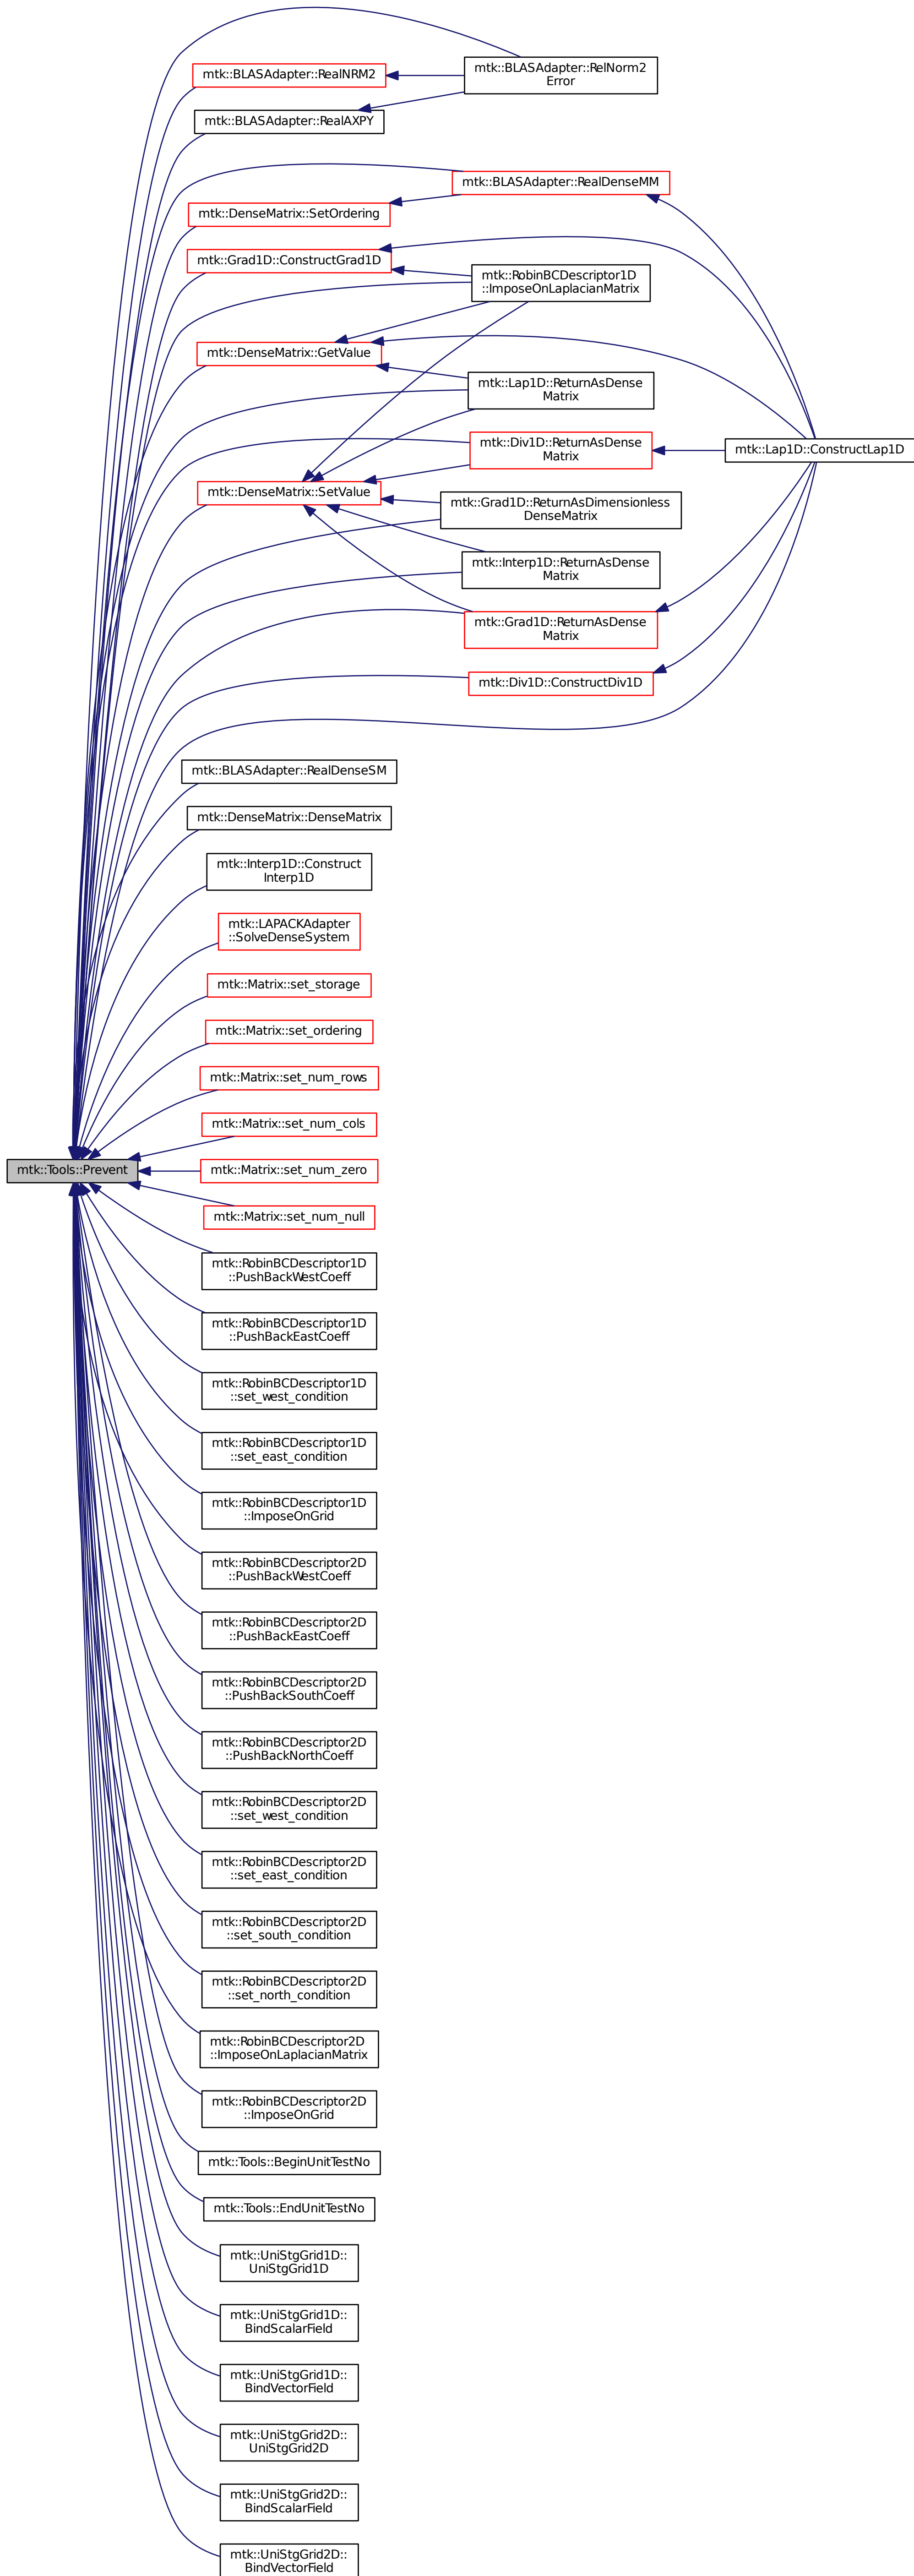 mtk::BLASAdapter::RealNRM2
mtk::BLASAdapter::RelNorm2
Error
mtk::BLASAdapter::RealAXPY
mtk::BLASAdapter::RealDenseMM
mtk::DenseMatrix::SetOrdering
mtk::Grad1D::ConstructGrad1D
mtk::RobinBCDescriptor1D
::ImposeOnLaplacianMatrix
mtk::DenseMatrix::GetValue
mtk::Lap1D::ReturnAsDense
Matrix
mtk::Div1D::ReturnAsDense
Matrix
mtk::Lap1D::ConstructLap1D
mtk::DenseMatrix::SetValue
mtk::Grad1D::ReturnAsDimensionless
DenseMatrix
mtk::Interp1D::ReturnAsDense
Matrix
mtk::Grad1D::ReturnAsDense
Matrix
mtk::Div1D::ConstructDiv1D
mtk::BLASAdapter::RealDenseSM
mtk::DenseMatrix::DenseMatrix
mtk::Interp1D::Construct
Interp1D
mtk::LAPACKAdapter
::SolveDenseSystem
mtk::Matrix::set_storage
mtk::Matrix::set_ordering
mtk::Matrix::set_num_rows
mtk::Matrix::set_num_cols
mtk::Tools::Prevent
mtk::Matrix::set_num_zero
mtk::Matrix::set_num_null
mtk::RobinBCDescriptor1D
::PushBackWestCoeff
mtk::RobinBCDescriptor1D
::PushBackEastCoeff
mtk::RobinBCDescriptor1D
::set_west_condition
mtk::RobinBCDescriptor1D
::set_east_condition
mtk::RobinBCDescriptor1D
::ImposeOnGrid
mtk::RobinBCDescriptor2D
::PushBackWestCoeff
mtk::RobinBCDescriptor2D
::PushBackEastCoeff
mtk::RobinBCDescriptor2D
::PushBackSouthCoeff
mtk::RobinBCDescriptor2D
::PushBackNorthCoeff
mtk::RobinBCDescriptor2D
::set_west_condition
mtk::RobinBCDescriptor2D
::set_east_condition
mtk::RobinBCDescriptor2D
::set_south_condition
mtk::RobinBCDescriptor2D
::set_north_condition
mtk::RobinBCDescriptor2D
::ImposeOnLaplacianMatrix
mtk::RobinBCDescriptor2D
::ImposeOnGrid
mtk::Tools::BeginUnitTestNo
mtk::Tools::EndUnitTestNo
mtk::UniStgGrid1D::
UniStgGrid1D
mtk::UniStgGrid1D::
BindScalarField
mtk::UniStgGrid1D::
BindVectorField
mtk::UniStgGrid2D::
UniStgGrid2D
mtk::UniStgGrid2D::
BindScalarField
mtk::UniStgGrid2D::
BindVectorField